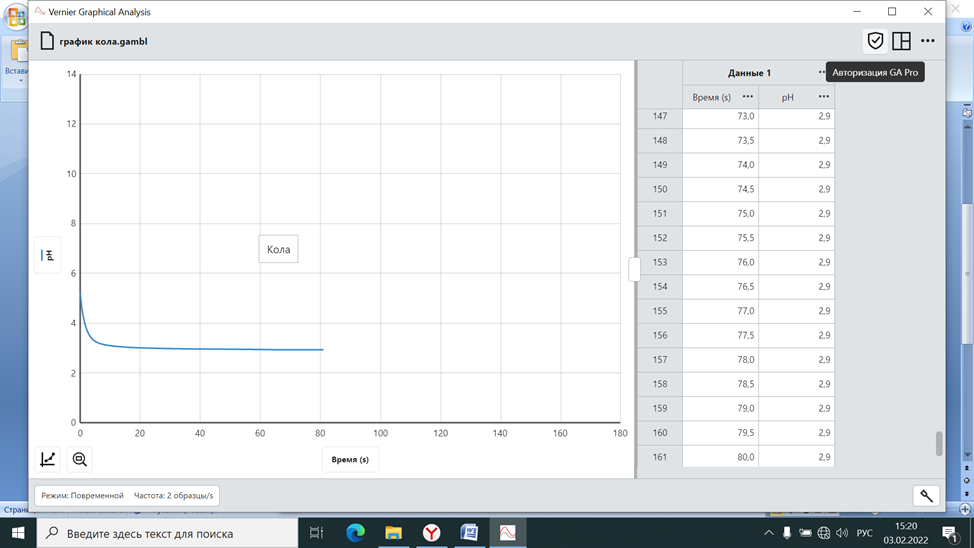 Vernier Graphical Analysis
график кола.gambl
Встави
Авторизация GA Pro
Данные 1
Время (s) pH
147 73,0 2,9
148 73,5 2,9
149 74,0 2,9
150 74,5 2,9
151 75,0 2,9
152 75,5 2,9
153 76,0 2,9
154 76,5 2,9
155 77,0 2,9
156 77,5 2,9
157 78,0 2,9
158 78,5 2,9
159 79,0 2,9
160 79,5 2,9
161 80,0 2,9
14
12
10
8
6
4
2
0
pH
Кола
0 20 40 60 80 100 120 140 160 180
Время (s)
Режим: Повременной Частота: 2 образцы/s
Введите здесь текст для поиска
РУС
15:20
03.02.2022
1